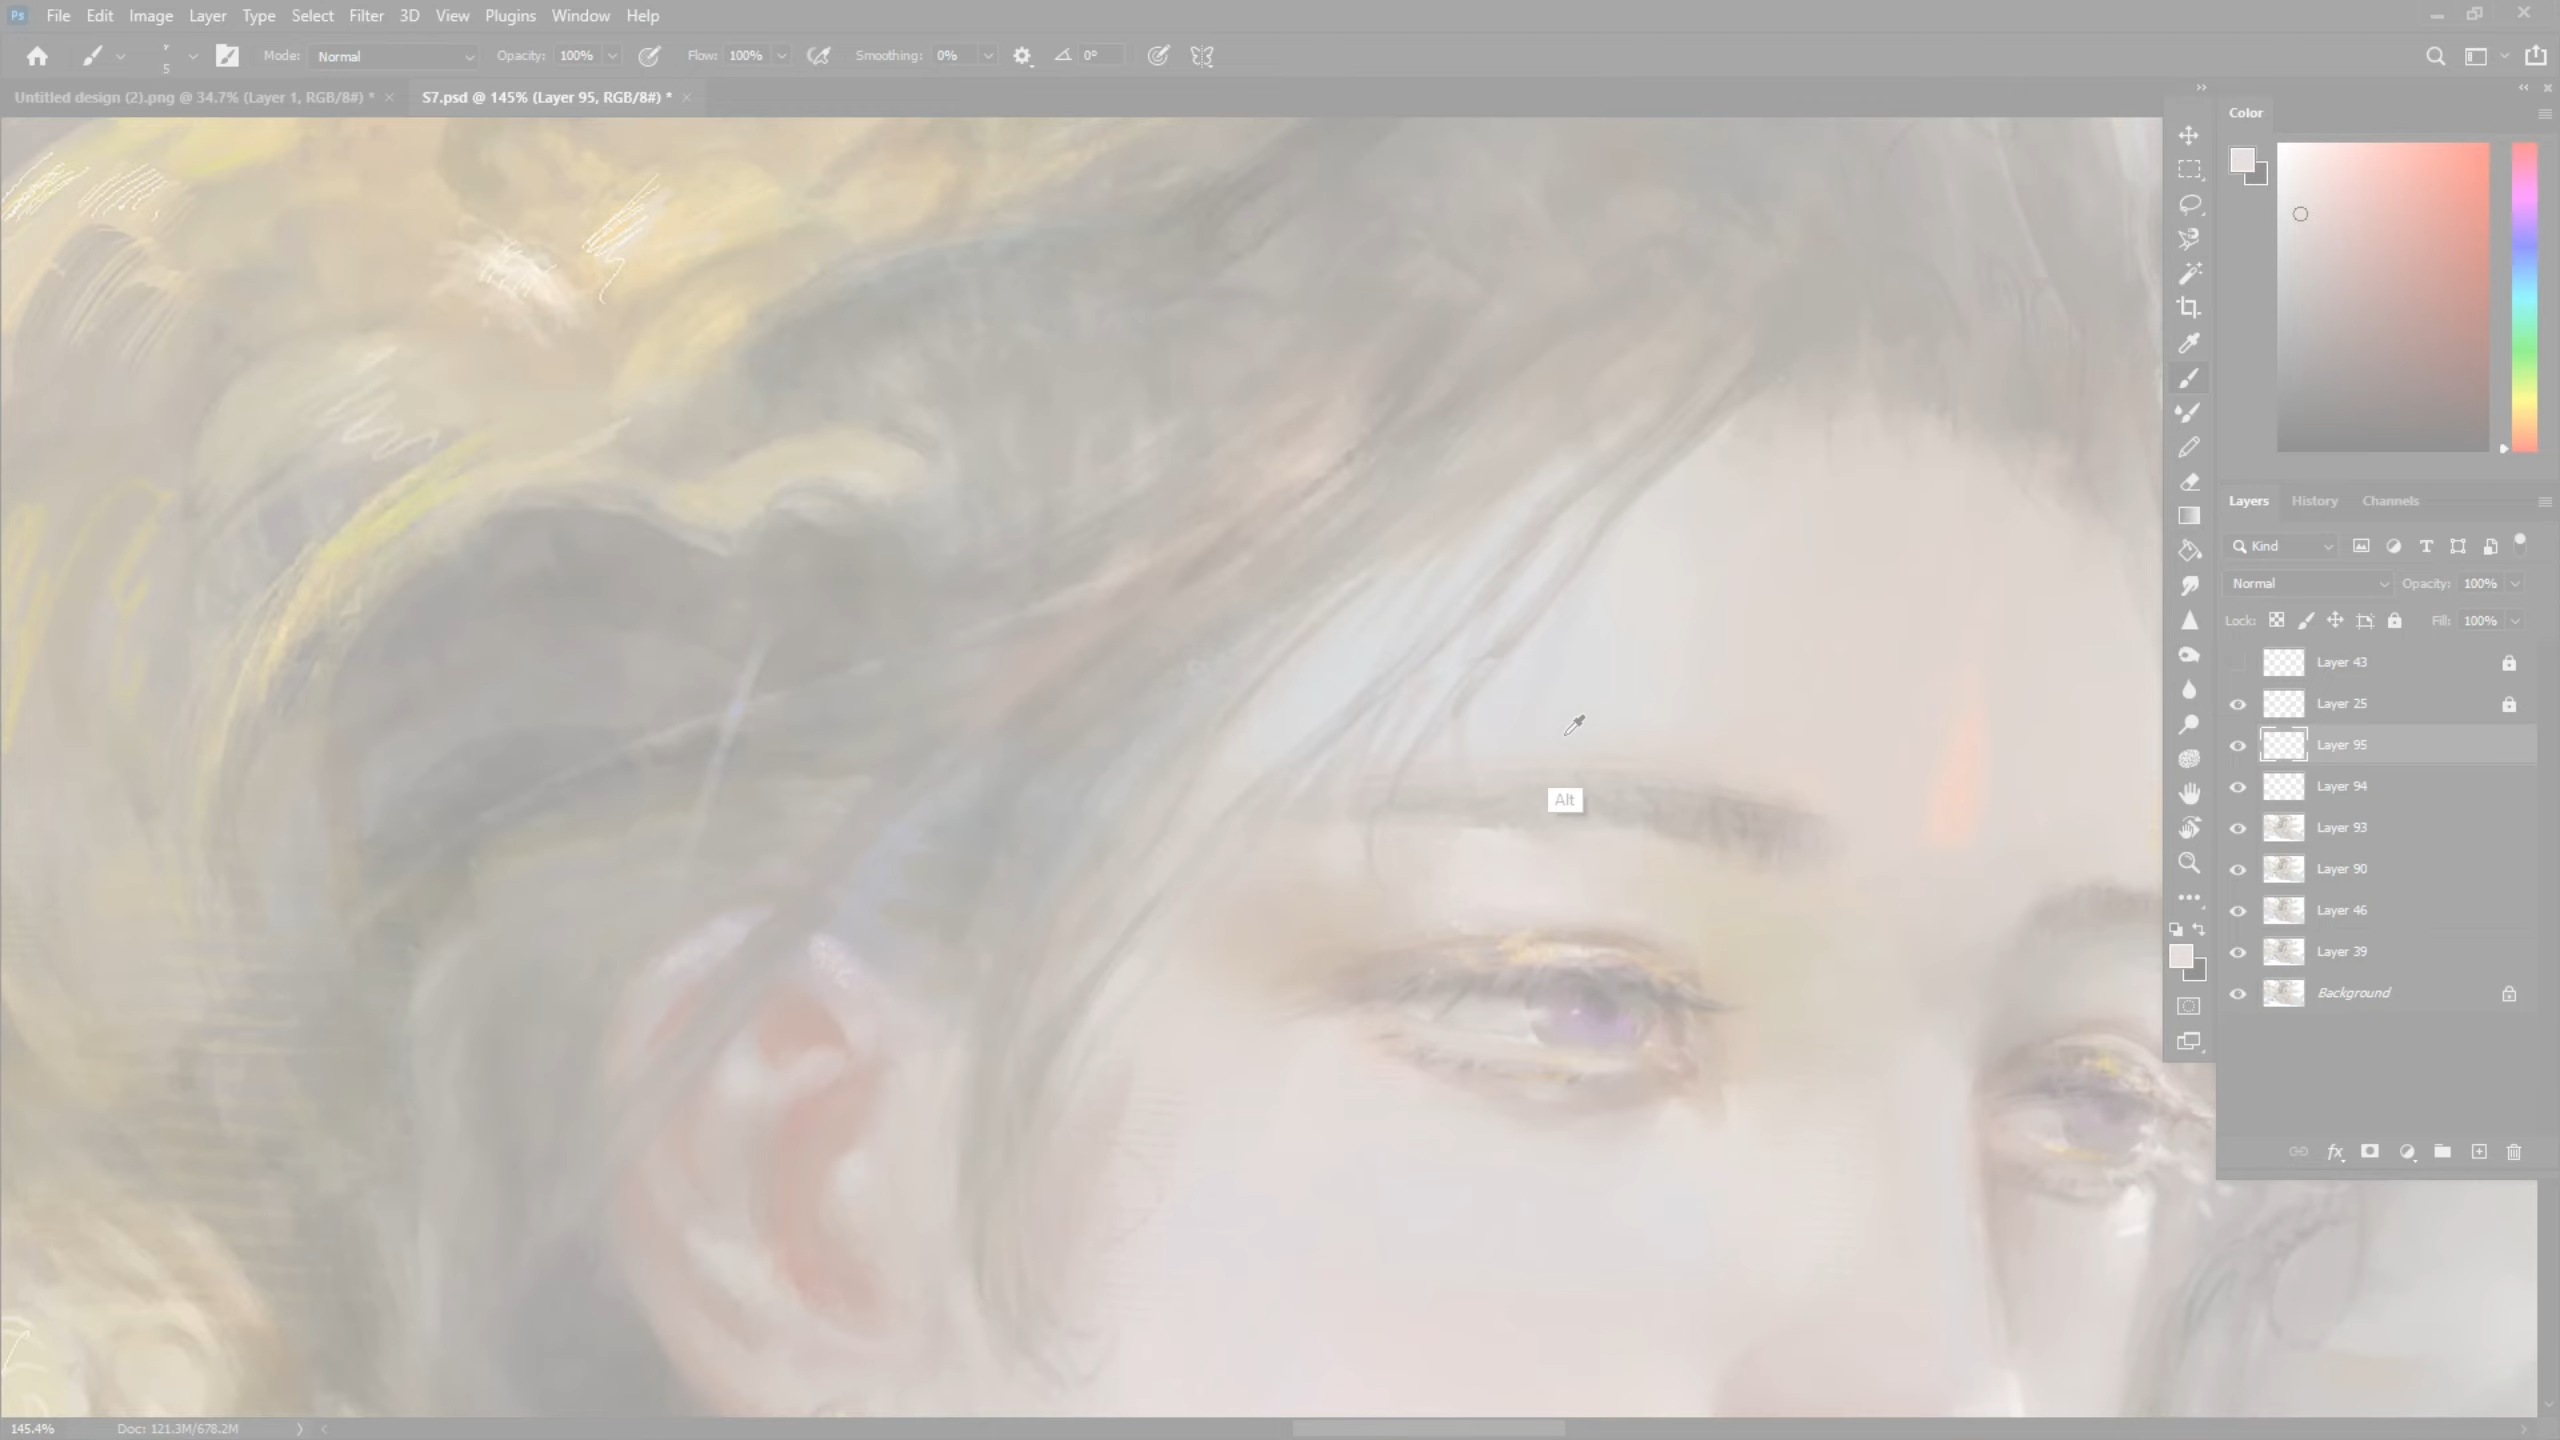 Ps File Edit Image Layer Type Select Filter 3D View Plugins Window Help
5 Mode: Normal Opacity: 100% Flow: 100% Smoothing: 0% 0°
Untitled design (2).png @ 34.7% (Layer 1, RGB/8#) * S7.psd @ 145% (Layer 95, RGB/8#) *
Color
Layers History Channels
Kind
Normal Opacity: 100%
Lock: Fill: 100%
Layer 43
Layer 25
Layer 95
Layer 94
Layer 93
Layer 90
Layer 46
Layer 39
Background
fx
Alt
145.4% Doc: 121.3M/678.2M